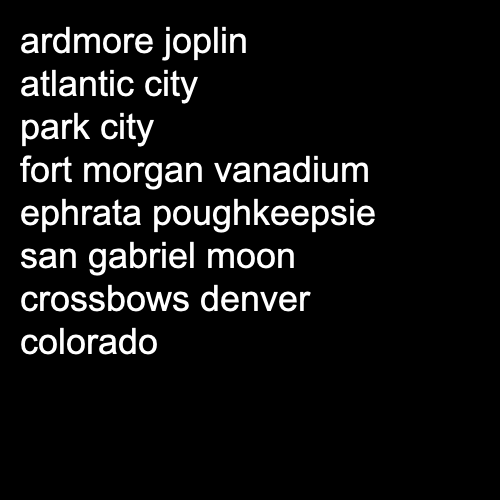 ardmore joplin
atlantic city
park city
fort morgan vanadium
ephrata poughkeepsie
san gabriel moon
crossbows denver
colorado